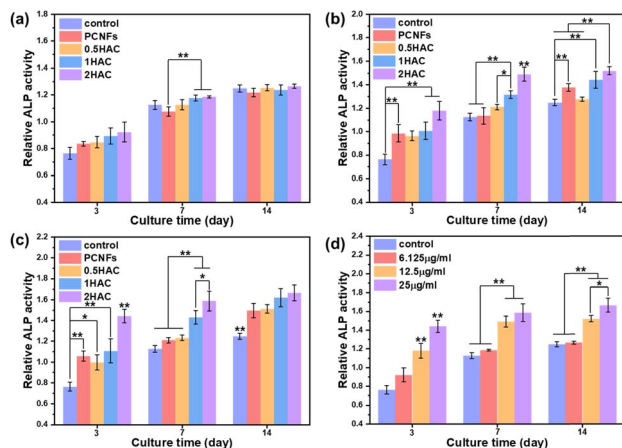 (a)
control
PCNFs
0.5HAC
1HAC
2HAC
**
Relative ALP activity
1.6
1.4
1.2
1.0
0.8
0.6
0.4
3
7
14
Culture time (day)
(b)
control
PCNFs
0.5HAC
1HAC
2HAC
**
**
**
*
**
**
**
**
**
Relative ALP activity
2.0
1.8
1.6
1.4
1.2
1.0
0.8
0.6
0.4
3
7
14
Culture time (day)
(c)
control
PCNFs
0.5HAC
1HAC
2HAC
**
*
**
**
**
*
**
Relative ALP activity
2.2
2.0
1.8
1.6
1.4
1.2
1.0
0.8
0.6
0.4
3
7
14
Culture time (day)
(d)
control
6.125μg/ml
12.5μg/ml
25μg/ml
**
**
**
**
*
Relative ALP activity
2.2
2.0
1.8
1.6
1.4
1.2
1.0
0.8
0.6
0.4
3
7
14
Culture time (day)